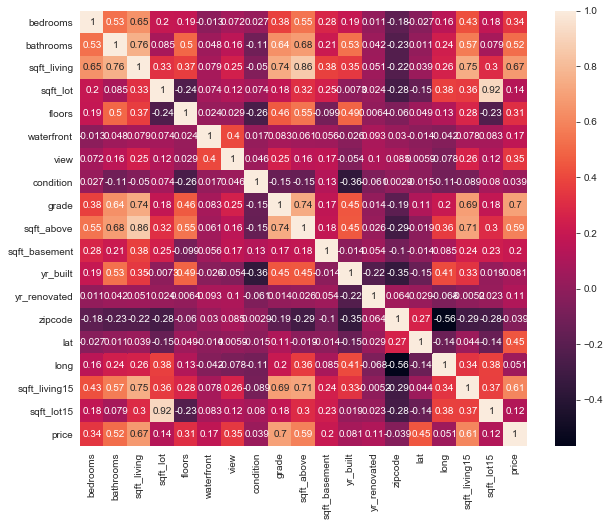 bedrooms 1 0.53 0.65 0.2 0.19 -0.013 0.072 0.027 0.38 0.55 0.28 0.19 0.011 -0.18 -0.027 0.16 0.43 0.18 0.34
bathrooms 0.53 1 0.76 0.085 0.5 0.048 0.16 -0.11 0.64 0.68 0.21 0.53 0.042 -0.23 0.011 0.24 0.57 0.079 0.52
sqft_living 0.65 0.76 1 0.33 0.37 0.079 0.25 -0.05 0.74 0.86 0.38 0.35 0.051 -0.22 0.039 0.26 0.75 0.3 0.67
sqft_lot 0.2 0.085 0.33 1 -0.24 0.074 0.12 0.074 0.18 0.32 0.25 -0.0073 0.024 -0.28 -0.15 0.38 0.36 0.92 0.14
floors 0.19 0.5 0.37 -0.24 1 0.024 0.029 -0.26 0.46 0.55 -0.099 0.49 0.0064 -0.06 0.049 0.13 0.28 -0.23 0.31
waterfront -0.013 0.048 0.079 0.074 0.024 1 0.4 0.017 0.083 0.061 0.056 -0.026 0.093 0.03 -0.014 -0.042 0.078 0.083 0.17
view 0.072 0.16 0.25 0.12 0.029 0.4 1 0.046 0.25 0.16 0.17 -0.054 0.1 0.085 0.0059 -0.078 0.26 0.12 0.35
condition 0.027 -0.11 -0.05 0.074 -0.26 0.017 0.046 1 -0.15 -0.15 0.13 -0.36 -0.061 0.0029 -0.015 -0.11 -0.089 0.08 0.039
grade 0.38 0.64 0.74 0.18 0.46 0.083 0.25 -0.15 1 0.74 0.17 0.45 0.014 -0.19 0.11 0.2 0.69 0.18 0.7
sqft_above 0.55 0.68 0.86 0.32 0.55 0.061 0.16 -0.15 0.74 1 0.18 0.45 0.026 -0.29 -0.019 0.36 0.71 0.3 0.59
sqft_basement 0.28 0.21 0.38 0.25 -0.099 0.056 0.17 0.13 0.17 0.18 1 -0.014 0.054 -0.1 -0.014 0.085 0.24 0.23 0.2
yr_built 0.19 0.53 0.35 -0.0073 0.49 -0.026 -0.054 -0.36 0.45 0.45 -0.014 1 -0.22 -0.35 -0.15 0.41 0.33 0.019 0.081
yr_renovated 0.011 0.042 0.051 0.024 0.0064 0.093 0.1 -0.061 0.014 0.026 0.054 -0.22 1 0.064 0.029 -0.068 -0.0052 0.023 0.11
zipcode -0.18 -0.23 -0.22 -0.28 -0.06 0.03 0.085 0.0029 -0.19 -0.29 -0.1 -0.35 0.064 1 0.27 -0.56 -0.29 -0.28 -0.039
lat -0.027 0.011 0.039 -0.15 0.049 -0.014 0.0059 -0.015 0.11 -0.019 -0.014 -0.15 0.029 0.27 1 -0.14 0.044 -0.14 0.45
long 0.16 0.24 0.26 0.38 0.13 -0.042 -0.078 -0.11 0.2 0.36 0.085 0.41 -0.068 -0.56 -0.14 1 0.34 0.38 0.051
sqft_living15 0.43 0.57 0.75 0.36 0.28 0.078 0.26 -0.089 0.69 0.71 0.24 0.33 -0.0052 -0.29 0.044 0.34 1 0.37 0.61
sqft_lot15 0.18 0.079 0.3 0.92 -0.23 0.083 0.12 0.08 0.18 0.3 0.23 0.019 0.023 -0.28 -0.14 0.38 0.37 1 0.12
price 0.34 0.52 0.67 0.14 0.31 0.17 0.35 0.039 0.7 0.59 0.2 0.081 0.11 -0.039 0.45 0.051 0.61 0.12 1
bedrooms
bathrooms
sqft_living
sqft_lot
floors
waterfront
view
condition
grade
sqft_above
sqft_basement
yr_built
yr_renovated
zipcode
lat
long
sqft_living15
sqft_lot15
price
1.0
0.8
0.6
0.4
0.2
0.0
−0.2
−0.4